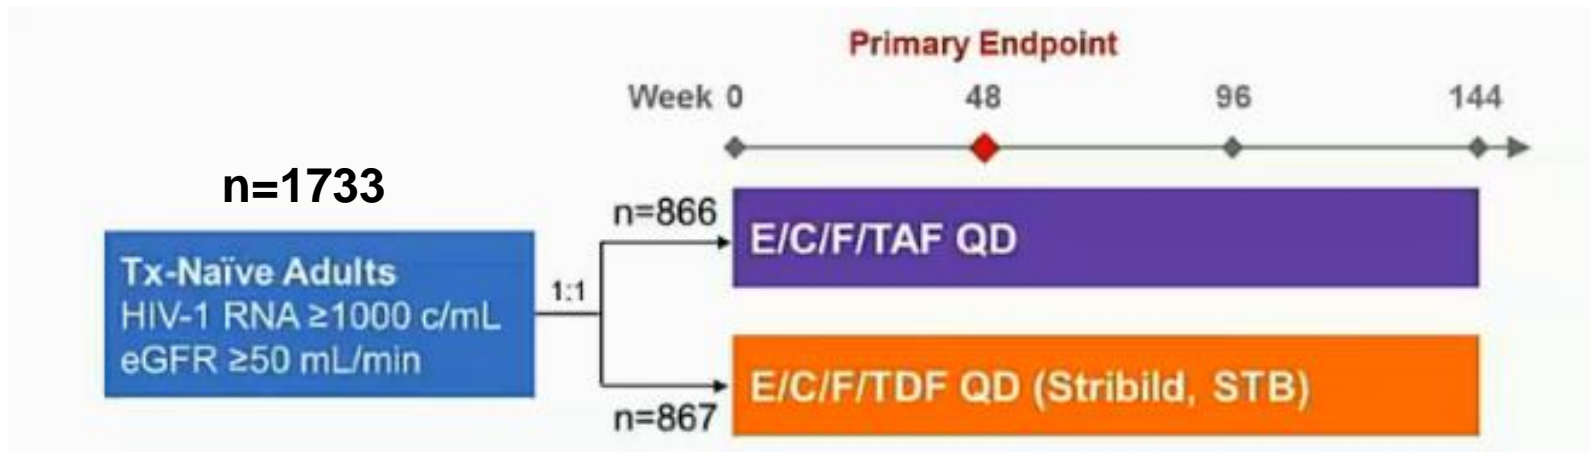 Primary Endpoint
Week 0 48 96 144
n=1733
n=866
E/C/F/TAF QD
Tx-Naïve Adults
HIV-1 RNA ≥1000 c/mL
eGFR ≥50 mL/min
1:1
E/C/F/TDF QD (Stribild, STB)
n=867